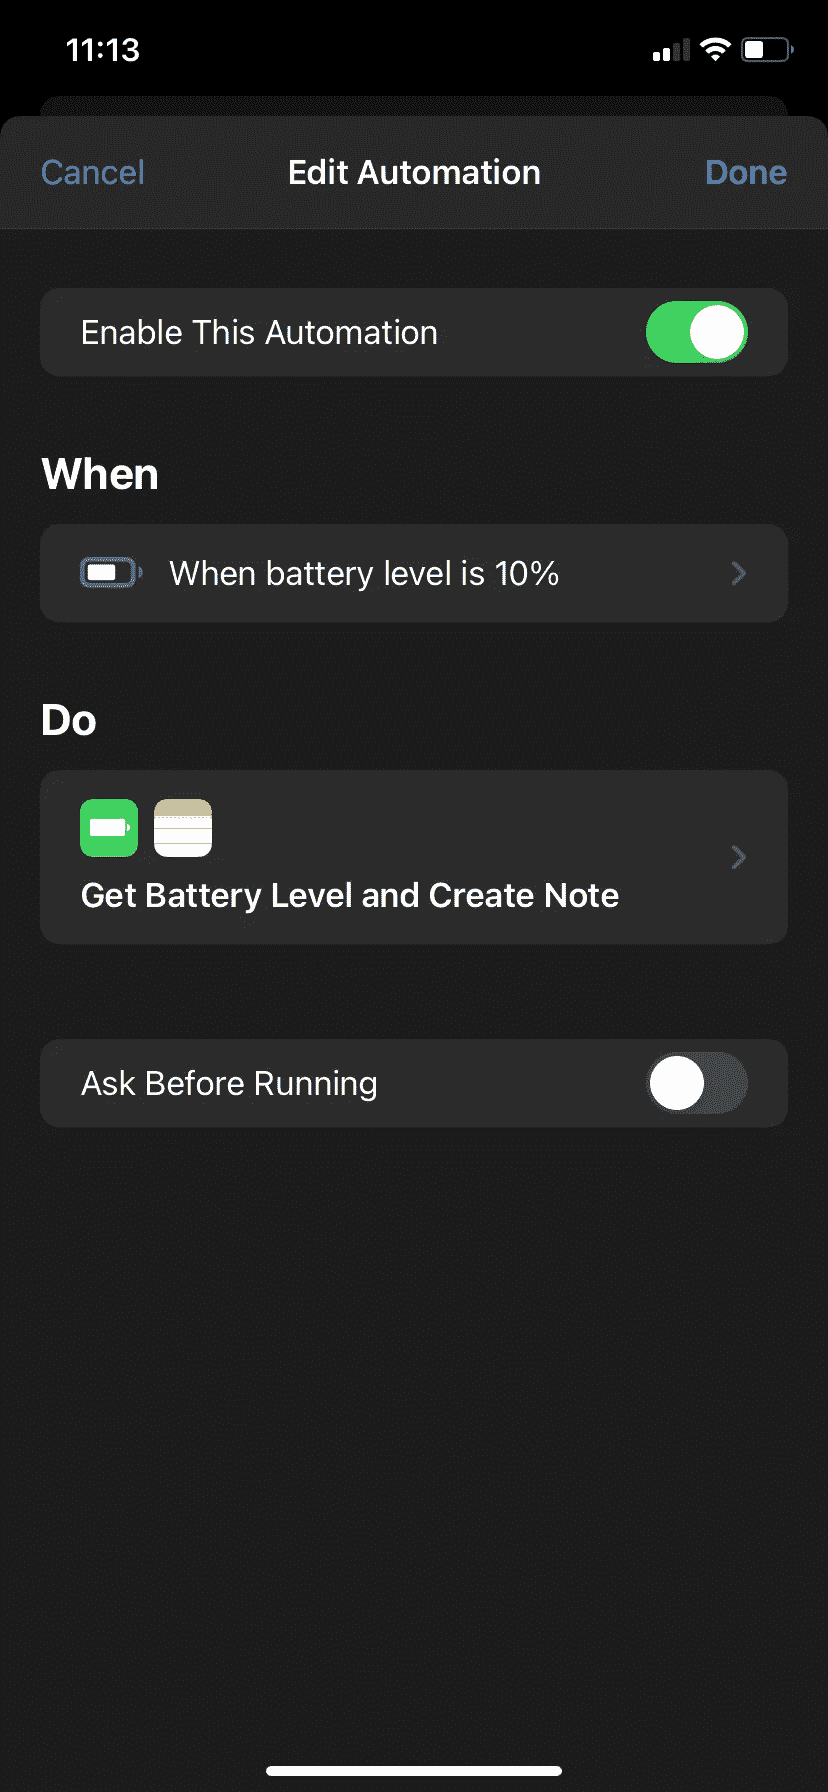 11:13
Cancel
Edit Automation
Done
Enable This Automation
When
When battery level is 10%
Do
Get Battery Level and Create Note
Ask Before Running